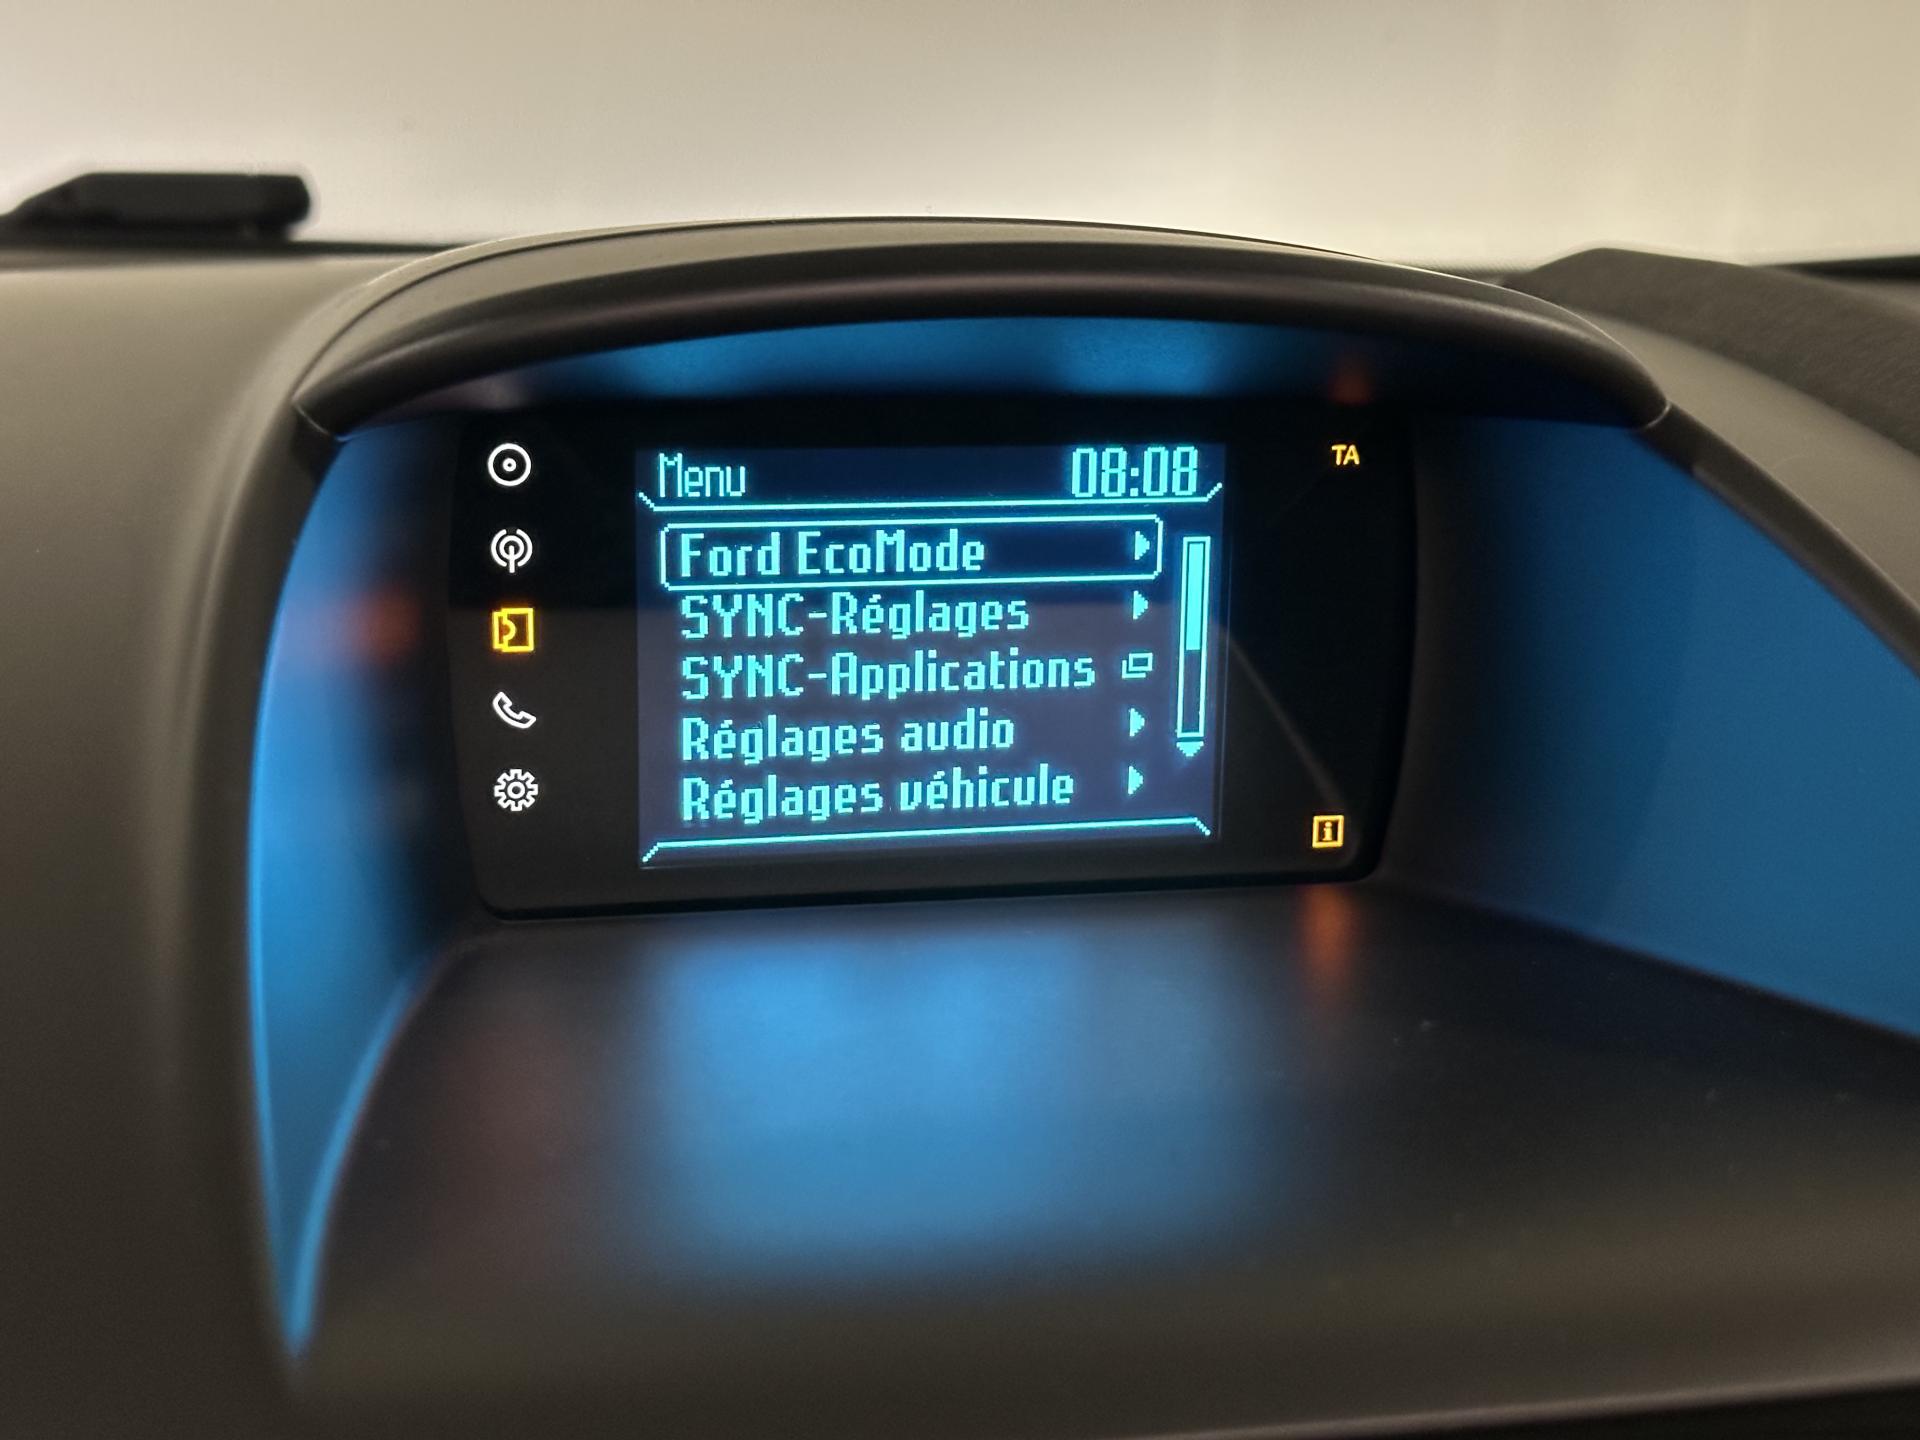 Menu 08:08
TA
Ford EcoMode
SYNC-Réglages
SYNC-Applications
Réglages audio
Réglages véhicule
i